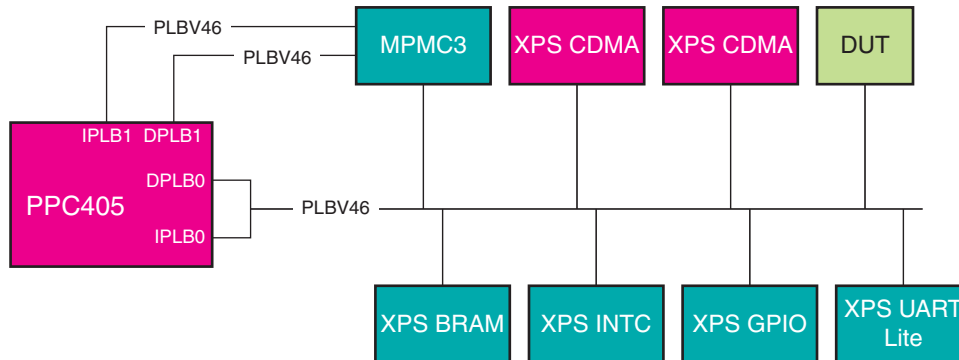 PLBV46
PLBV46
MPMC3
XPS CDMA
XPS CDMA
DUT
IPLB1
DPLB1
DPLB0
PPC405
IPLB0
PLBV46
XPS BRAM
XPS INTC
XPS GPIO
XPS UART
Lite